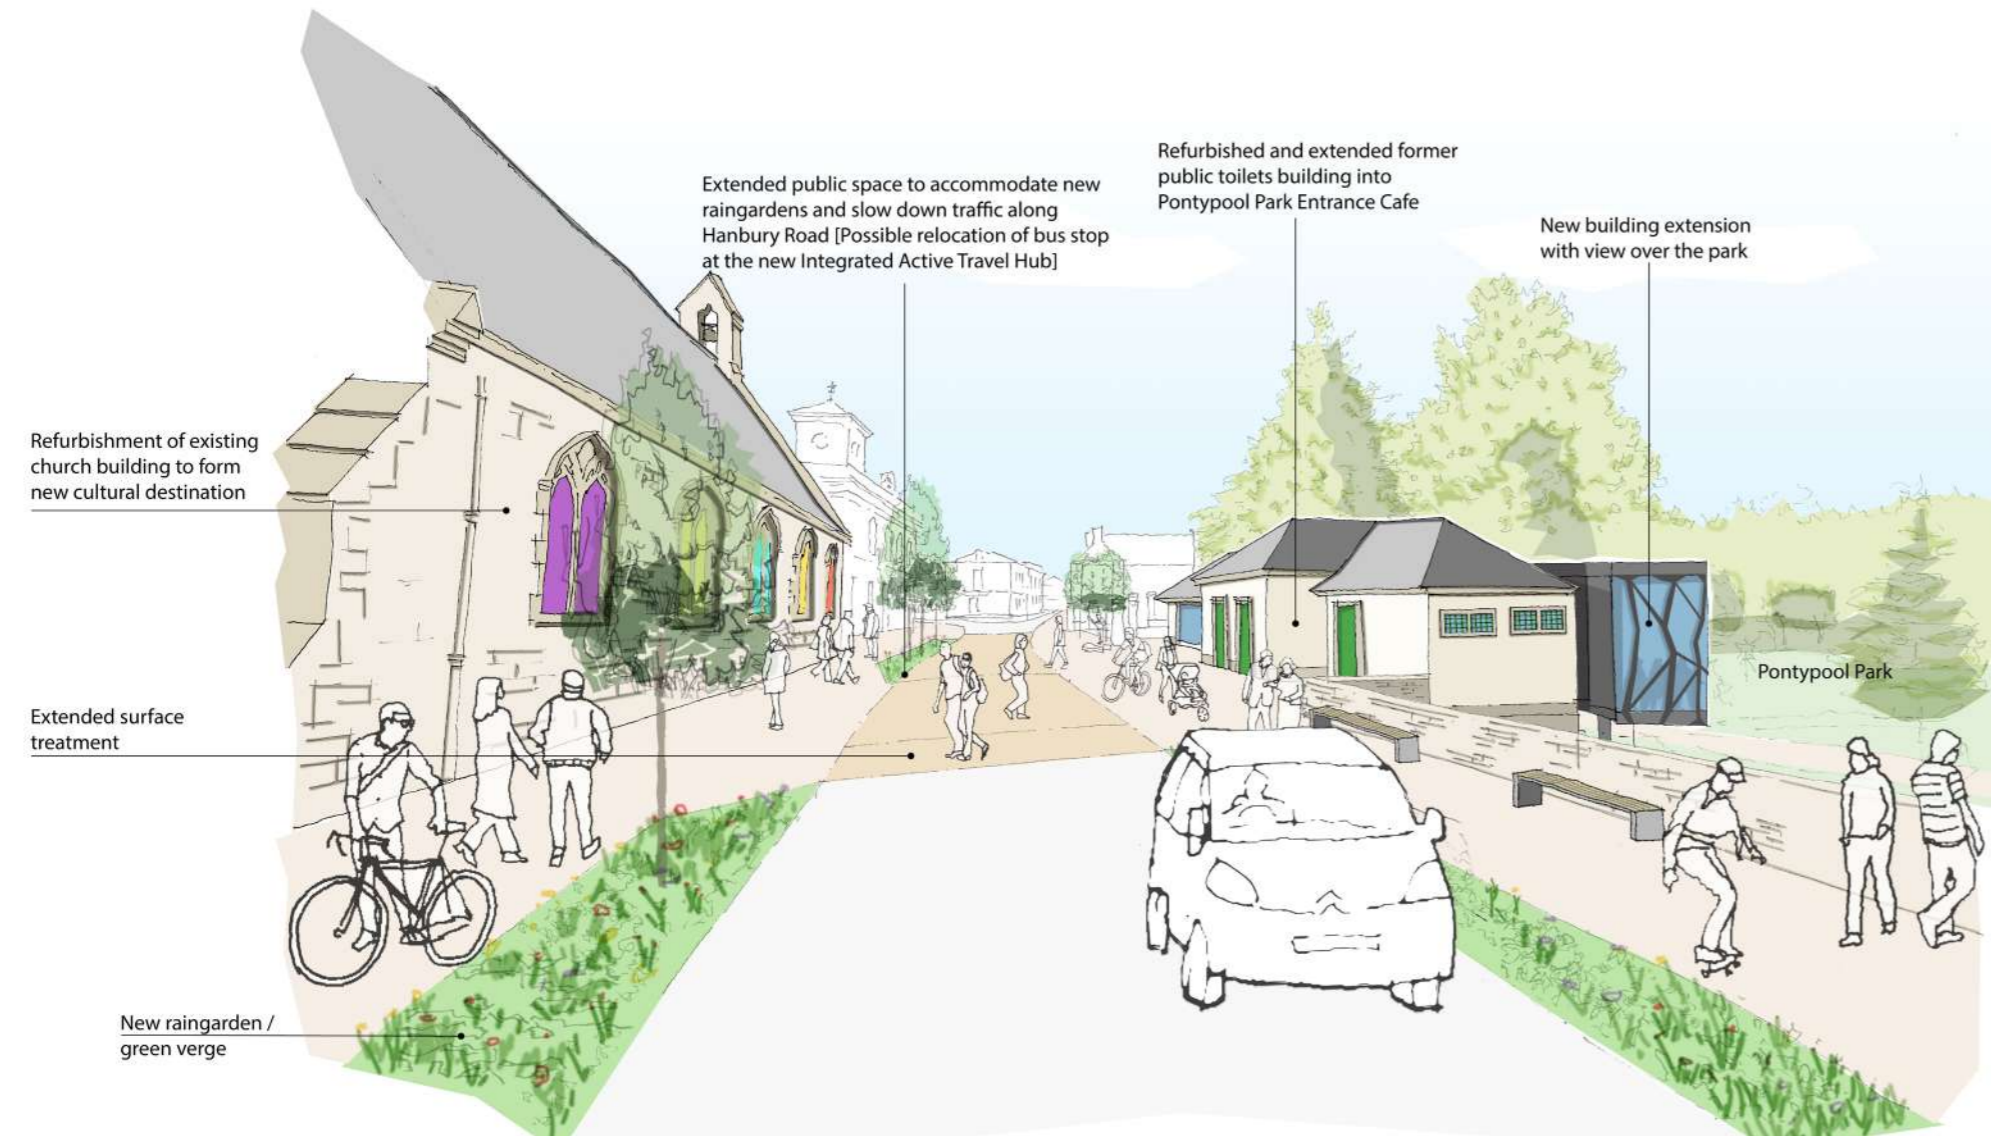 Refurbished and extended former
public toilets building into
Pontypool Park Entrance Cafe
Extended public space to accommodate new
raingardens and slow down traffic along
Hanbury Road [Possible relocation of bus stop
at the new Integrated Active Travel Hub]
New building extension
with view over the park
Refurbishment of existing
church building to form
new cultural destination
Pontypool Park
Extended surface
treatment
New raingarden /
green verge